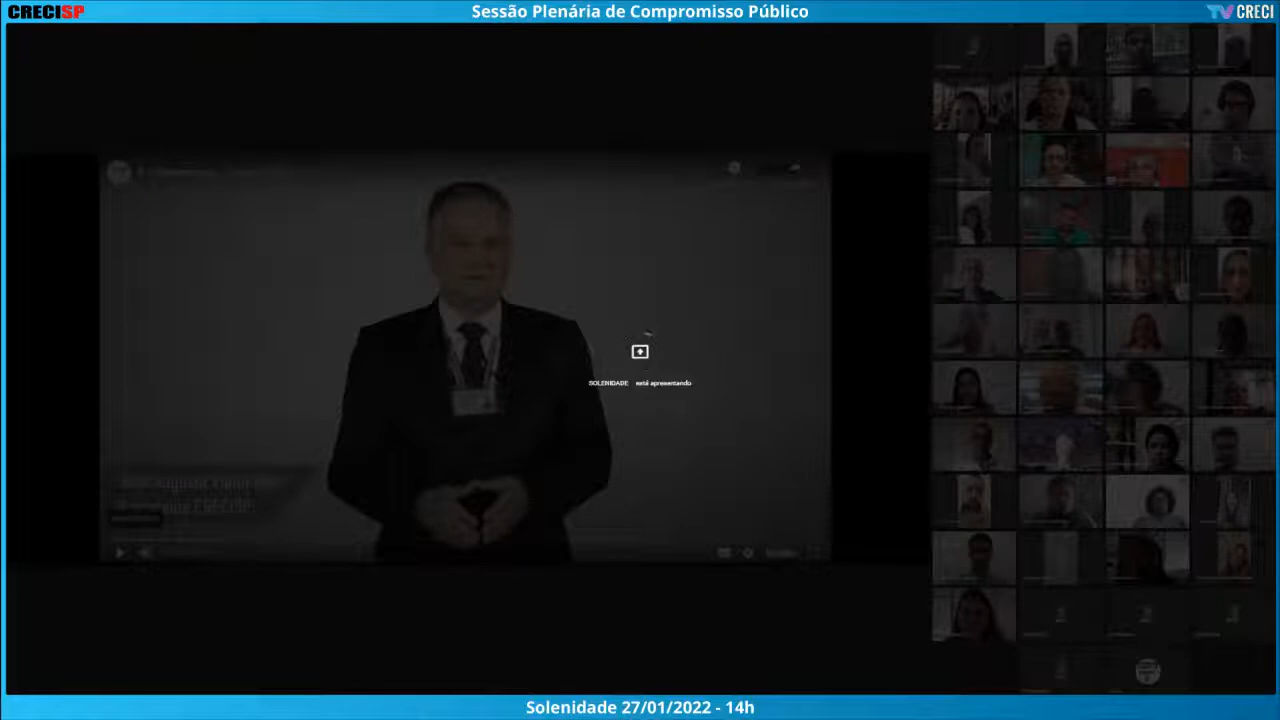 CRECISP
Sessão Plenária de Compromisso Público
TV CRECI
SOLENIDADE está apresentando
Solenidade 27/01/2022 - 14h